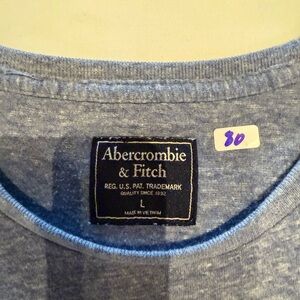 Abercrombie
& Fitch
REG. U.S. PAT. TRADEMARK
QUALITY SINCE 1892
L
MADE IN VIETNAM
80